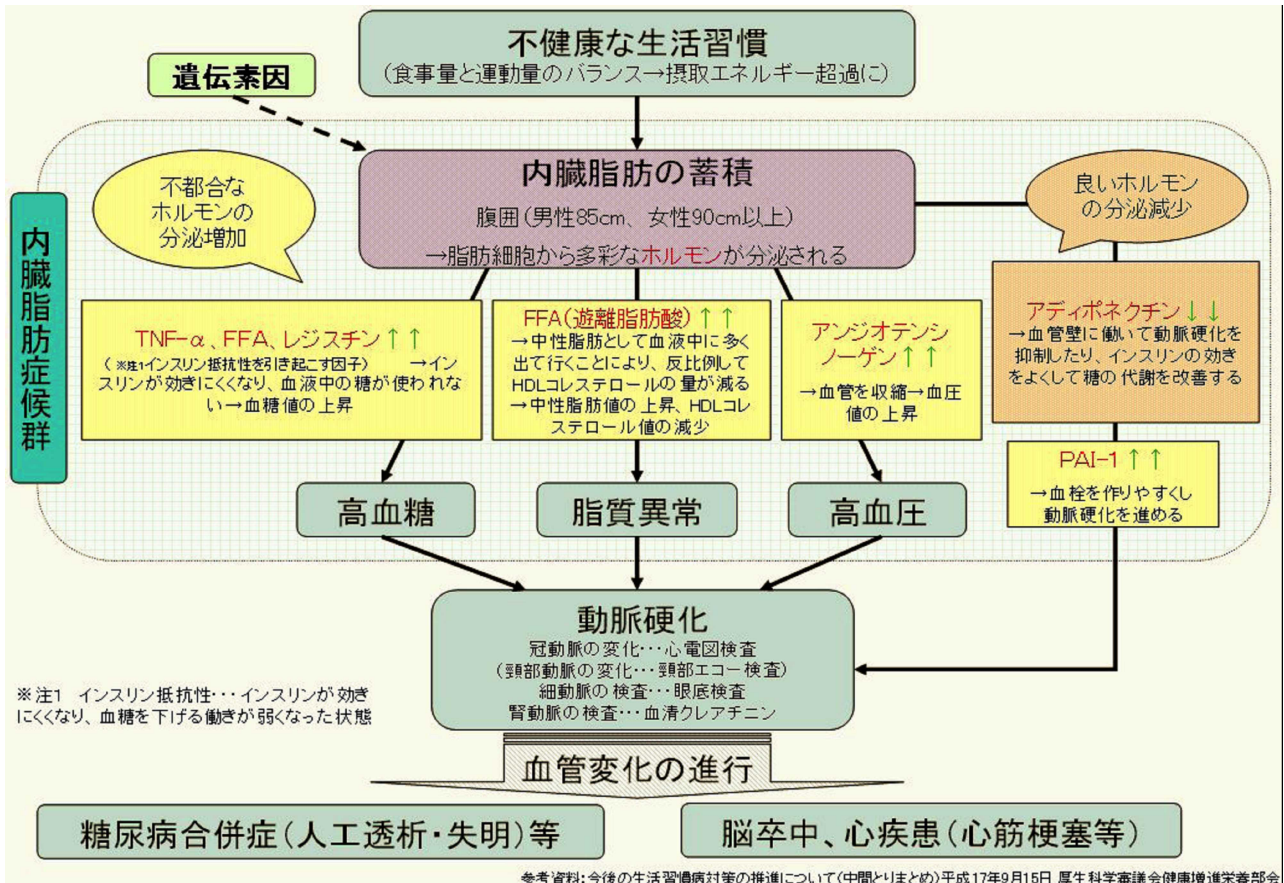 不健康な生活習慣
(食事量と運動量のバランス→摂取エネルギー超過に)
遺伝素因
内臓脂肪症候群
不都合な
ホルモンの
分泌増加
内臓脂肪の蓄積
腹囲(男性85cm、女性90cm以上)
→脂肪細胞から多彩なホルモンが分泌される
良いホルモン
の分泌減少
TNF-α、FFA、レジスチン↑↑
(※注1インスリン抵抗性を引き起こす因子) →イン
スリンが効きにくくなり、血液中の糖が使われな
い→血糖値の上昇
FFA(遊離脂肪酸)↑↑
→中性脂肪として血液中に多く
出て行くことにより、反比例して
HDLコレステロールの量が減る
→中性脂肪値の上昇、HDLコレ
ステロール値の減少
アンジオテンシ
ノーゲン↑↑
→血管を収縮→血圧
値の上昇
アディポネクチン↓↓
→血管壁に働いて動脈硬化を
抑制したり、インスリンの効き
をよくして糖の代謝を改善する
PAI-1↑↑
→血栓を作りやすくし
動脈硬化を進める
高血糖
脂質異常
高血圧
動脈硬化
冠動脈の変化・・・心電図検査
(頸部動脈の変化・・・頸部エコー検査)
細動脈の検査・・・眼底検査
腎動脈の検査・・・血清クレアチニン
※注1 インスリン抵抗性・・・インスリンが効き
にくくなり、血糖を下げる働きが弱くなった状態
血管変化の進行
糖尿病合併症(人工透析・失明)等
脳卒中、心疾患(心筋梗塞等)
参考資料:今後の生活習慣病対策の推進について(中間とりまとめ)平成17年9月15日 厚生科学審議会健康増進栄養部会